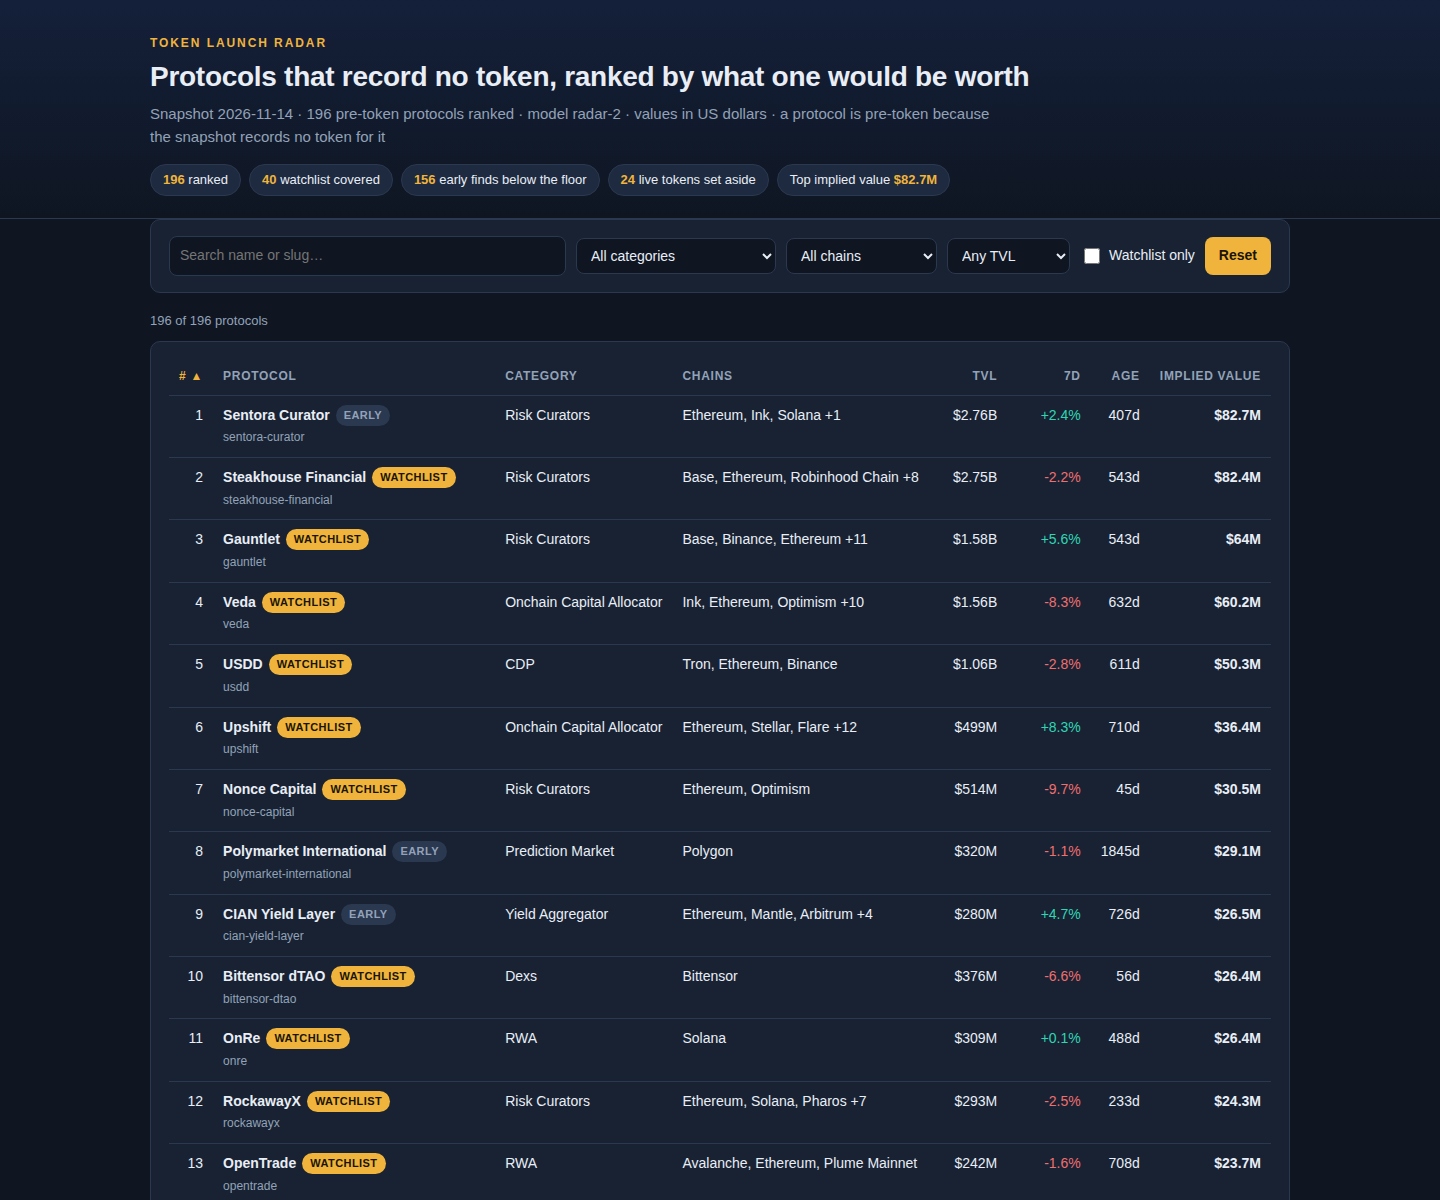 TOKEN LAUNCH RADAR
Protocols that record no token, ranked by what one would be worth
Snapshot 2026-11-14 · 196 pre-token protocols ranked · model radar-2 · values in US dollars · a protocol is pre-token because
the snapshot records no token for it
196 ranked 40 watchlist covered 156 early finds below the floor 24 live tokens set aside Top implied value $82.7M
Search name or slug… All categories All chains Any TVL Watchlist only Reset
196 of 196 protocols
# ▲ PROTOCOL CATEGORY CHAINS TVL 7D AGE IMPLIED VALUE
1 Sentora Curator EARLY Risk Curators Ethereum, Ink, Solana +1 $2.76B +2.4% 407d $82.7M
sentora-curator
2 Steakhouse Financial WATCHLIST Risk Curators Base, Ethereum, Robinhood Chain +8 $2.75B -2.2% 543d $82.4M
steakhouse-financial
3 Gauntlet WATCHLIST Risk Curators Base, Binance, Ethereum +11 $1.58B +5.6% 543d $64M
gauntlet
4 Veda WATCHLIST Onchain Capital Allocator Ink, Ethereum, Optimism +10 $1.56B -8.3% 632d $60.2M
veda
5 USDD WATCHLIST CDP Tron, Ethereum, Binance $1.06B -2.8% 611d $50.3M
usdd
6 Upshift WATCHLIST Onchain Capital Allocator Ethereum, Stellar, Flare +12 $499M +8.3% 710d $36.4M
upshift
7 Nonce Capital WATCHLIST Risk Curators Ethereum, Optimism $514M -9.7% 45d $30.5M
nonce-capital
8 Polymarket International EARLY Prediction Market Polygon $320M -1.1% 1845d $29.1M
polymarket-international
9 CIAN Yield Layer EARLY Yield Aggregator Ethereum, Mantle, Arbitrum +4 $280M +4.7% 726d $26.5M
cian-yield-layer
10 Bittensor dTAO WATCHLIST Dexs Bittensor $376M -6.6% 56d $26.4M
bittensor-dtao
11 OnRe WATCHLIST RWA Solana $309M +0.1% 488d $26.4M
onre
12 RockawayX WATCHLIST Risk Curators Ethereum, Solana, Pharos +7 $293M -2.5% 233d $24.3M
rockawayx
13 OpenTrade WATCHLIST RWA Avalanche, Ethereum, Plume Mainnet $242M -1.6% 708d $23.7M
opentrade